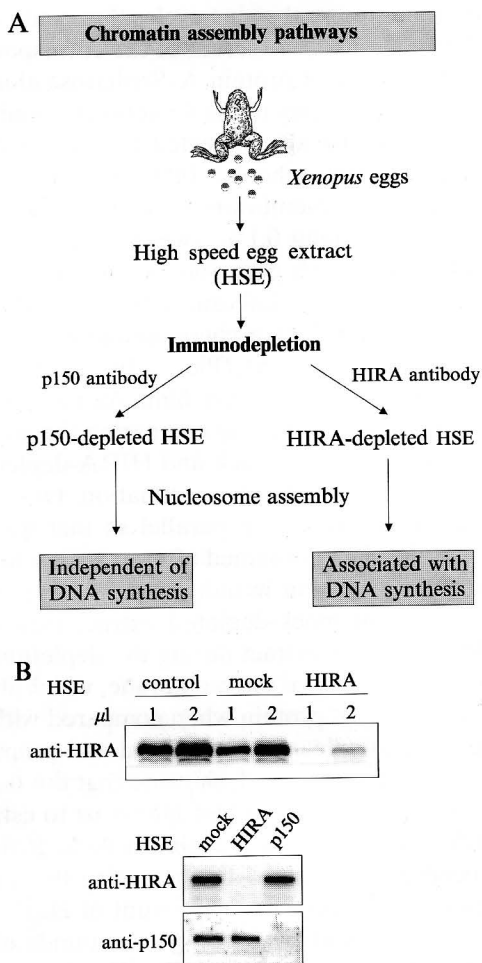 A
Chromatin assembly pathways
Xenopus eggs
High speed egg extract
(HSE)
Immunodepletion
p150 antibody
HIRA antibody
p150-depleted HSE
HIRA-depleted HSE
Nucleosome assembly
Independent of
DNA synthesis
Associated with
DNA synthesis
B
HSE control mock HIRA
µl 1 2 1 2 1 2
anti-HIRA
HSE mock HIRA p150
anti-HIRA
anti-p150